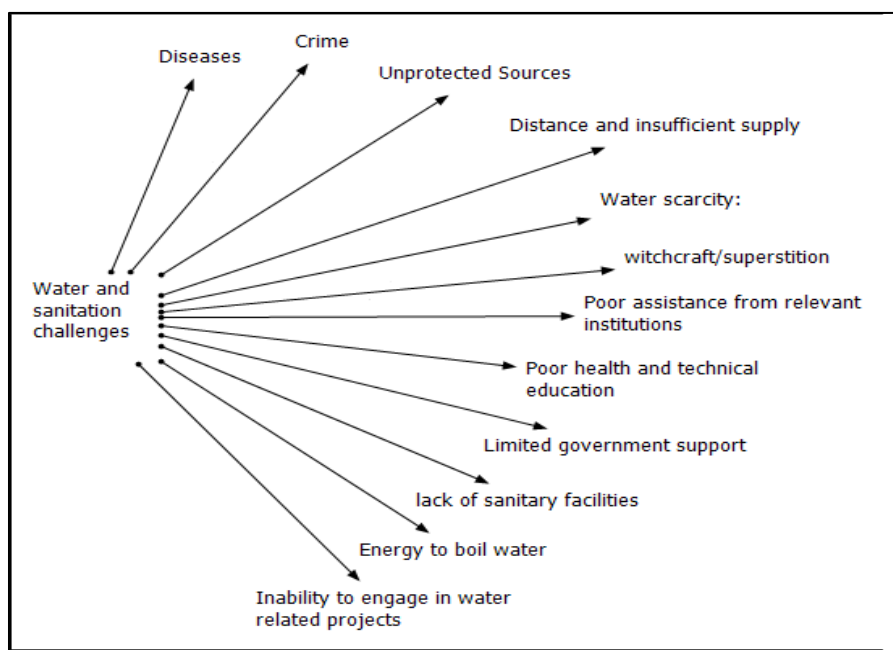 Diseases
Crime
Unprotected Sources
Distance and insufficient supply
Water scarcity:
witchcraft/superstition
Water and
sanitation
challenges
Poor assistance from relevant
institutions
Poor health and technical
education
Limited government support
lack of sanitary facilities
Energy to boil water
Inability to engage in water
related projects